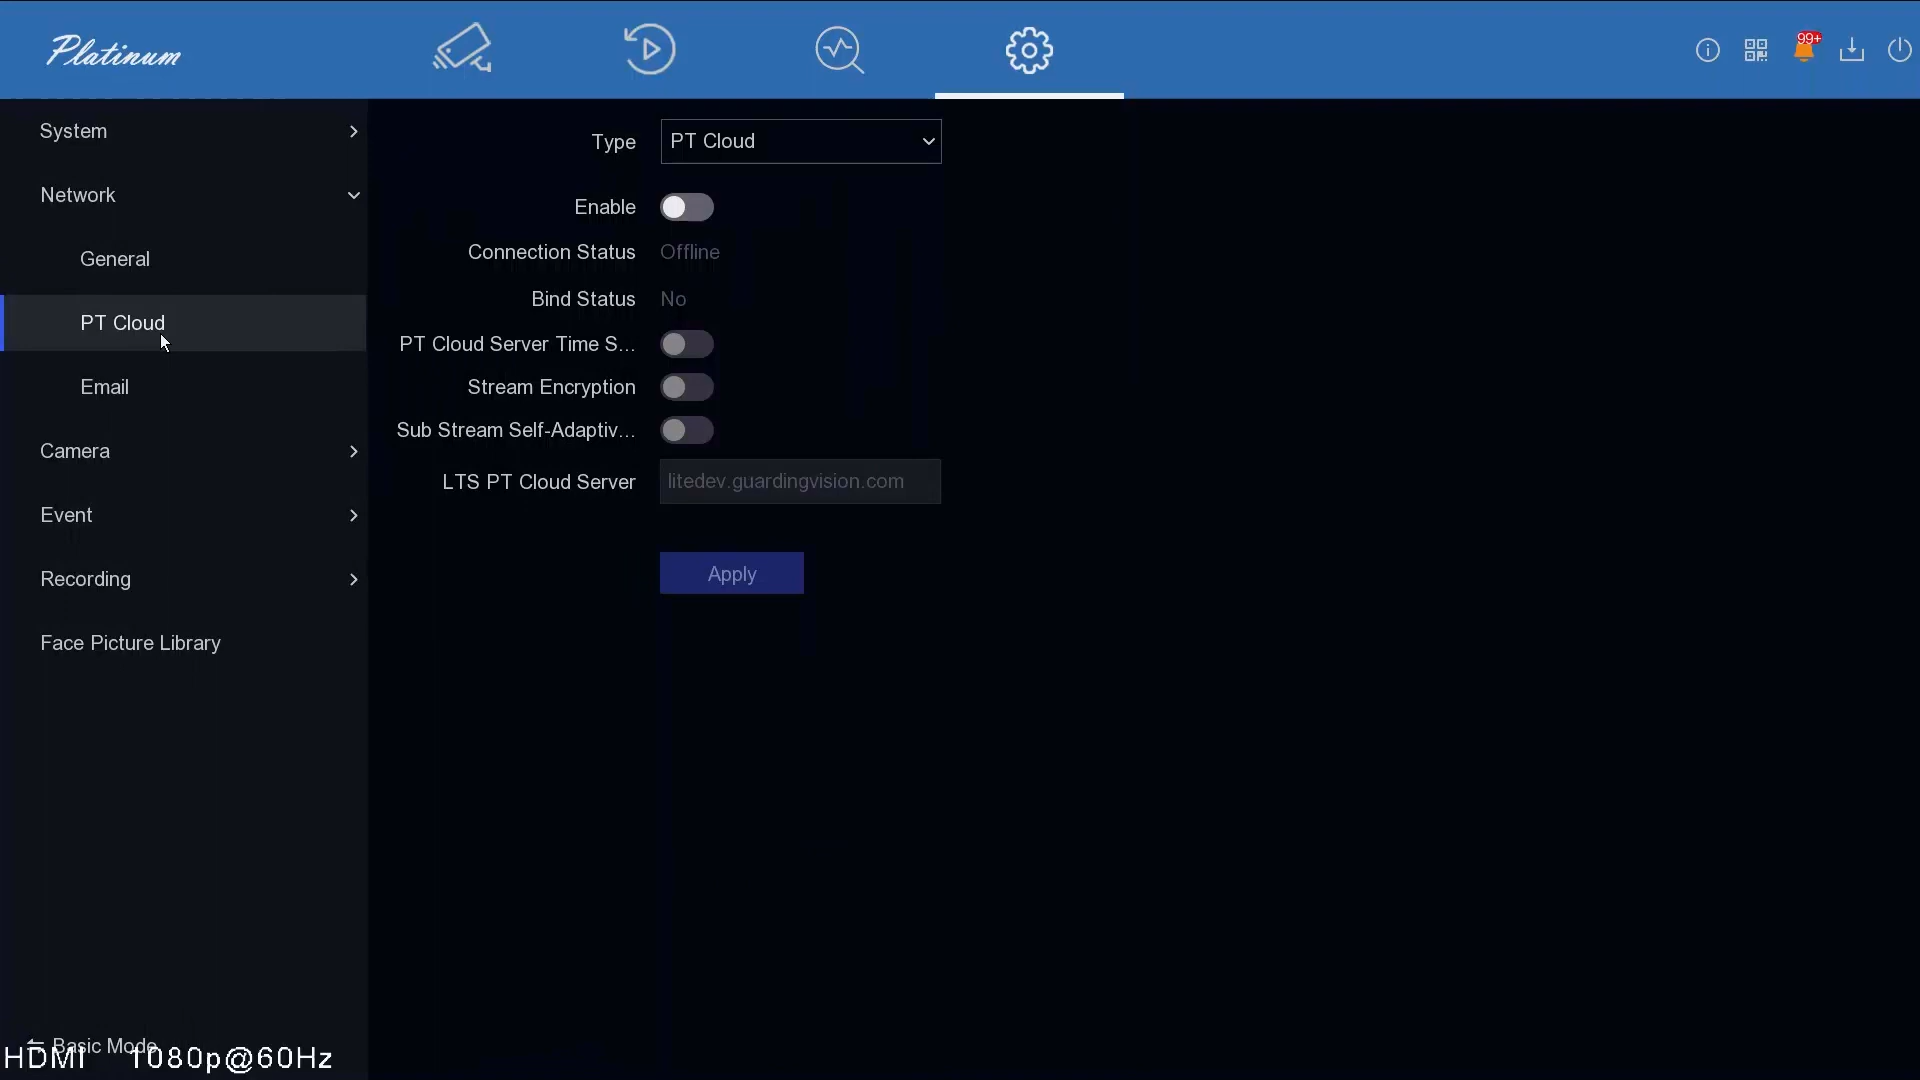 Platinum
99+
System
Network
General
PT Cloud
Email
Camera
Event
Recording
Face Picture Library
Type PT Cloud
Enable
Connection Status Offline
Bind Status No
PT Cloud Server Time S...
Stream Encryption
Sub Stream Self-Adaptiv...
LTS PT Cloud Server litedev.guardingvision.com
Apply
Basic Mode
HDMI 1080p@60Hz